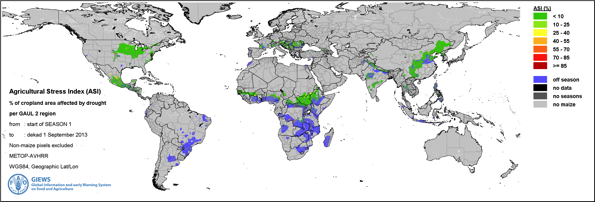 ASI (%)
< 10
10 - 25
25 - 40
40 - 55
55 - 70
70 - 85
>= 85
off season
no data
no seasons
no maize
Agricultural Stress Index (ASI)
% of cropland area affected by drought
per GAUL 2 region
from : start of SEASON 1
to : dekad 1 September 2013
Non-maize pixels excluded
METOP-AVHRR
WGS84, Geographic Lat/Lon
GIEWS
Global information and early warning System
on food and Agriculture